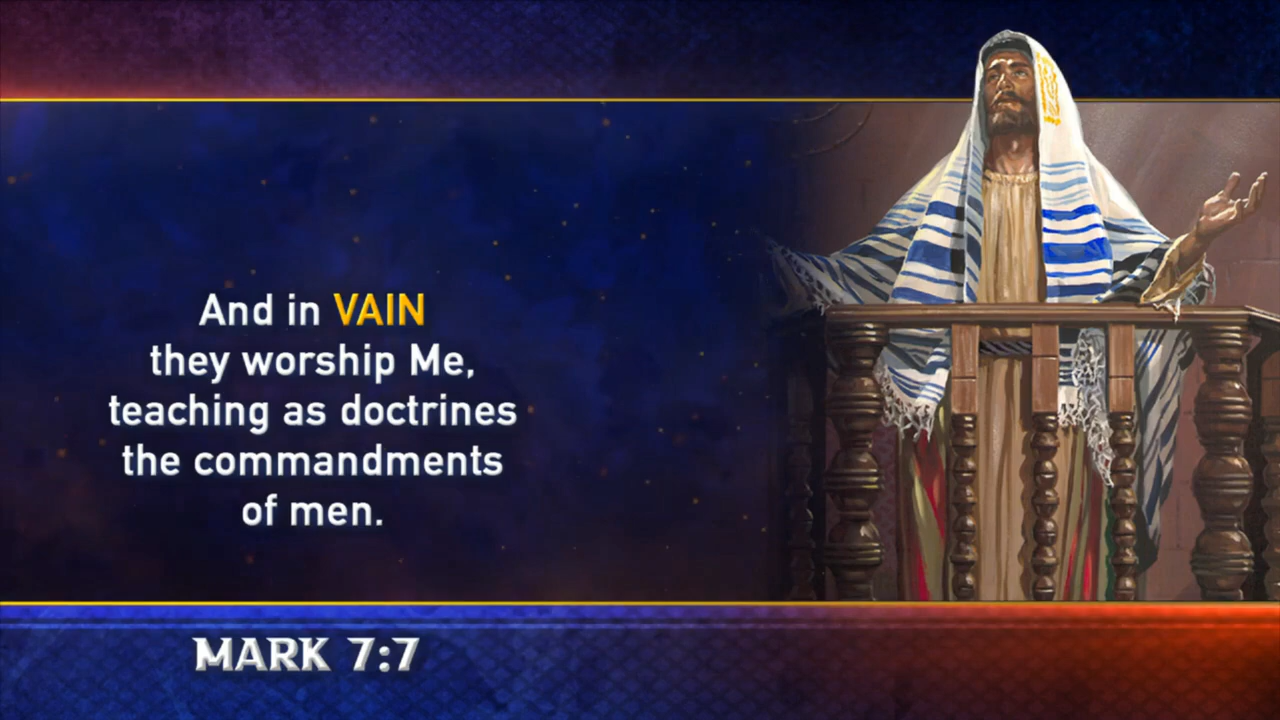 And in VAIN
they worship Me,
teaching as doctrines
the commandments
of men.
MARK 7:7